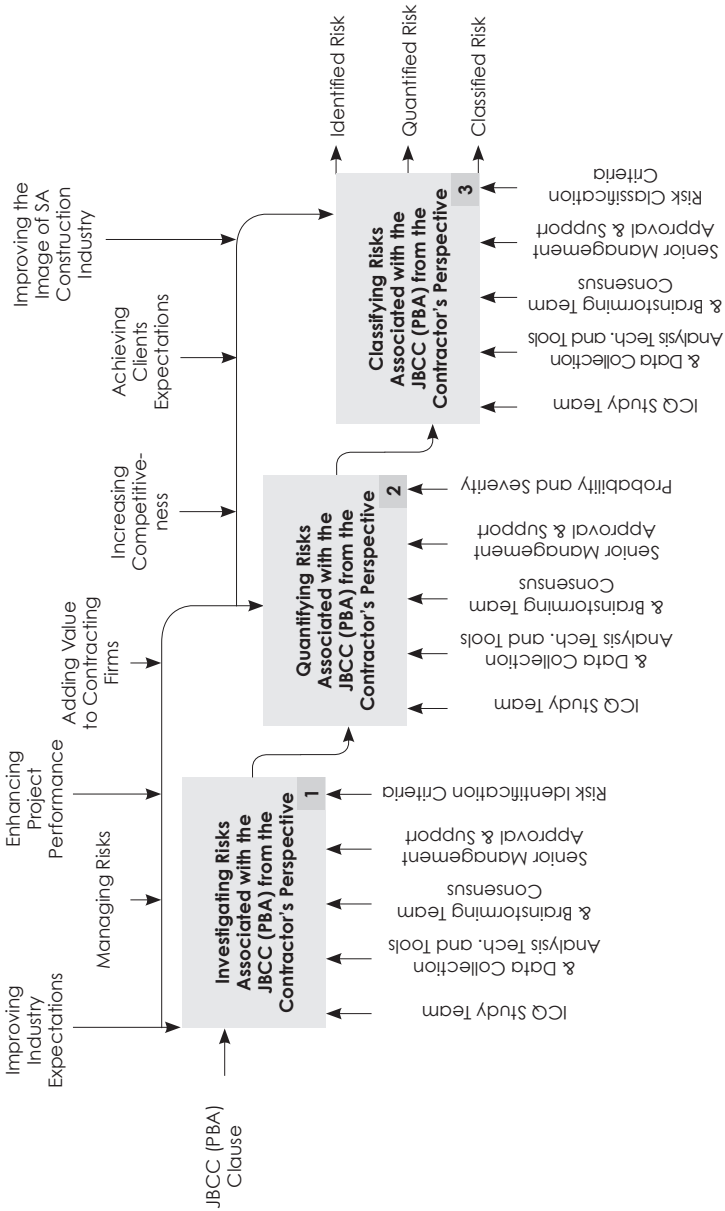 Improving
Industry
Expectations
Managing Risks
Enhancing
Project
Performance
Adding Value
to Contracting
Firms
Increasing
Competitive-
ness
Achieving
Clients
Expectations
Improving the
Image of SA
Construction
Industry
JBCC (PBA)
Clause
Investigating Risks
Associated with the
JBCC (PBA) from the
Contractor's Perspective
1
ICQ Study Team
& Data Collection
Analysis Tech. and Tools
& Brainstorming Team
Consensus
Senior Management
Approval & Support
Risk Identification Criteria
Quantifying Risks
Associated with the
JBCC (PBA) from the
Contractor's Perspective
2
ICQ Study Team
& Data Collection
Analysis Tech. and Tools
& Brainstorming Team
Consensus
Senior Management
Approval & Support
Probability and Severity
Classifying Risks
Associated with the
JBCC (PBA) from the
Contractor's Perspective
3
ICQ Study Team
& Data Collection
Analysis Tech. and Tools
& Brainstorming Team
Consensus
Senior Management
Approval & Support
Risk Classification
Criteria
Identified Risk
Quantified Risk
Classified Risk